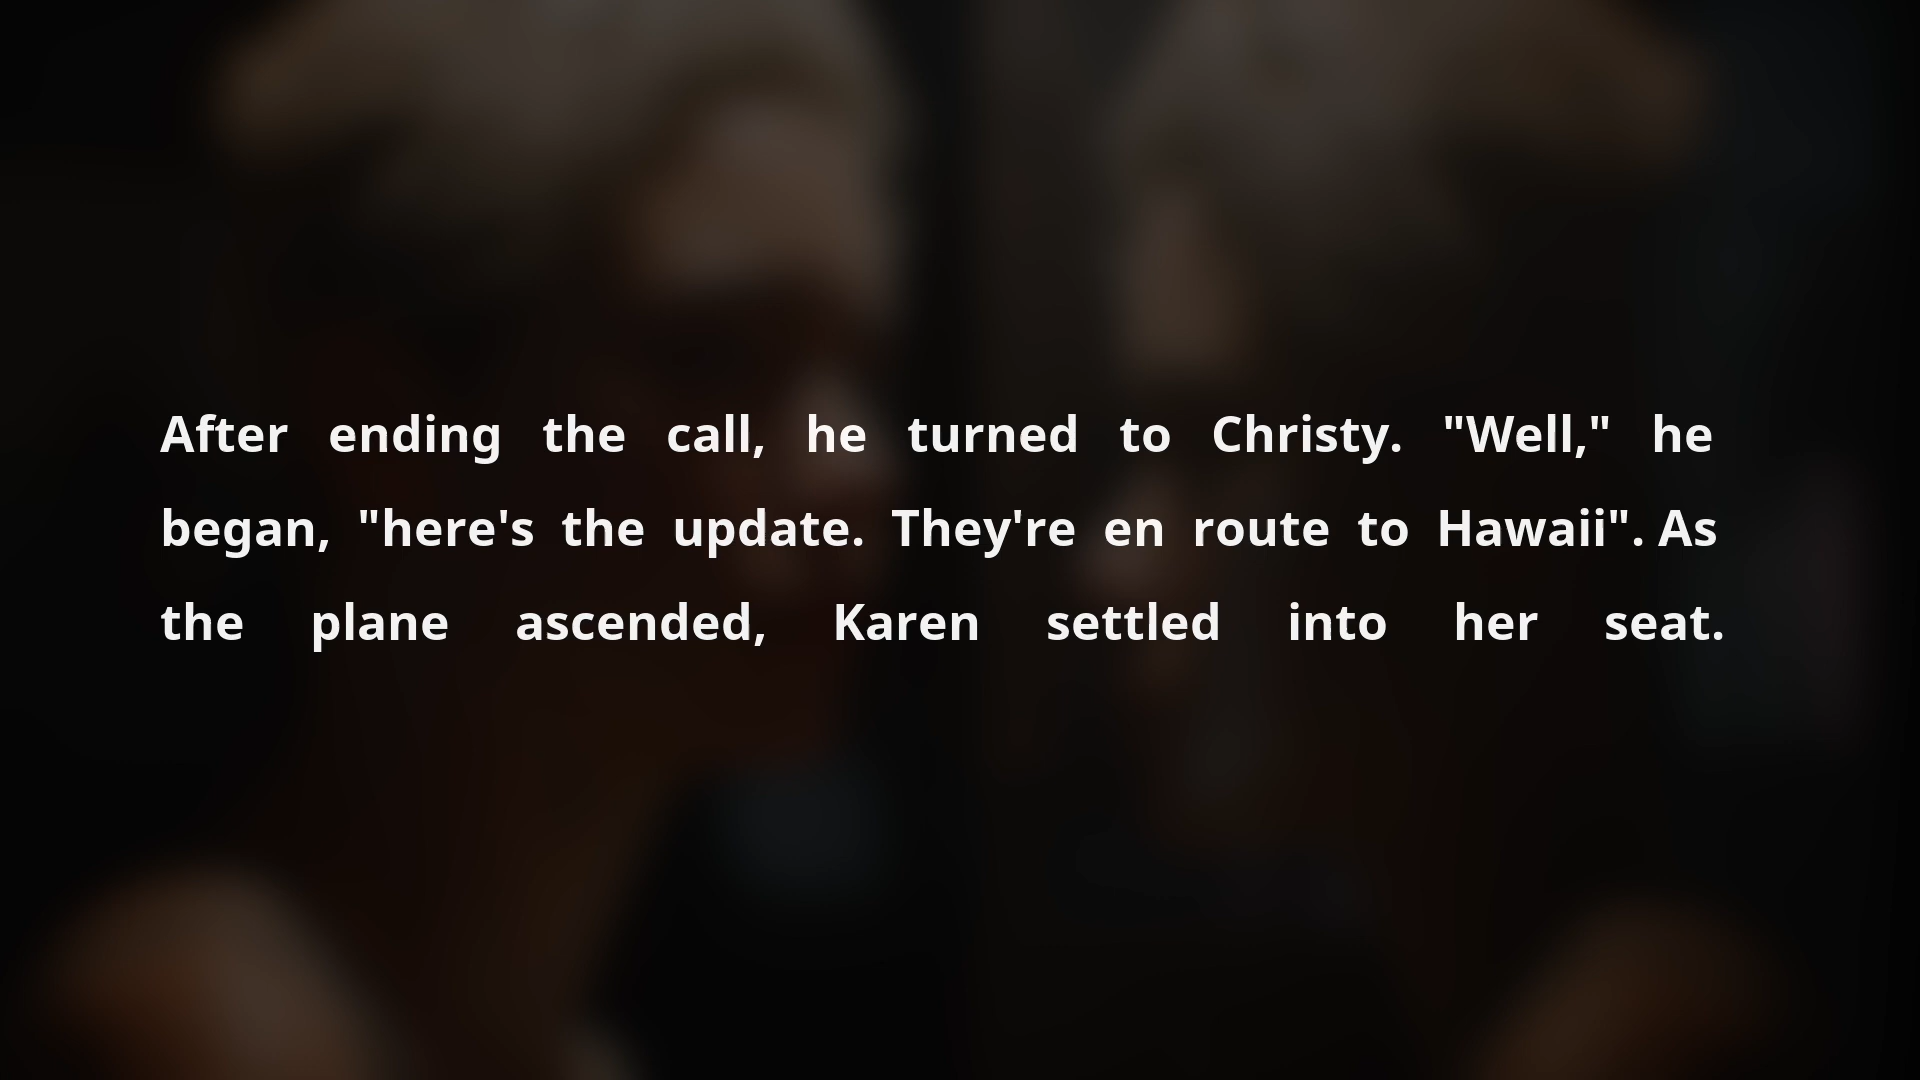 After ending the call, he turned to Christy. "Well," he
began, "here's the update. They're en route to Hawaii". As
the plane ascended, Karen settled into her seat.